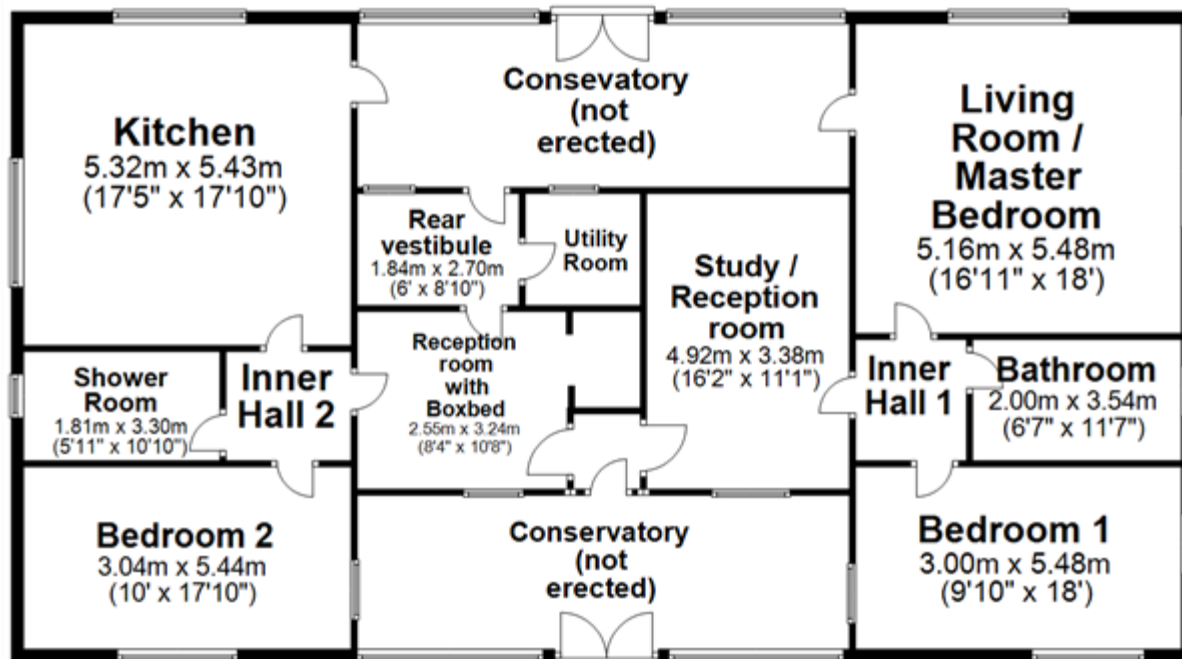 Kitchen
5.32m x 5.43m
(17'5" x 17'10")
Consevatory
(not
erected)
Living
Room /
Master
Bedroom
5.16m x 5.48m
(16'11" x 18')
Rear
vestibule
1.84m x 2.70m
(6' x 8'10")
Utility
Room
Study /
Reception
room
4.92m x 3.38m
(16'2" x 11'1")
Reception
room
with
Boxbed
2.55m x 3.24m
(8'4" x 10'8")
Shower
Room
1.81m x 3.30m
(5'11" x 10'10")
Inner
Hall 2
Inner
Hall 1
Bathroom
2.00m x 3.54m
(6'7" x 11'7")
Bedroom 2
3.04m x 5.44m
(10' x 17'10")
Conservatory
(not
erected)
Bedroom 1
3.00m x 5.48m
(9'10" x 18')